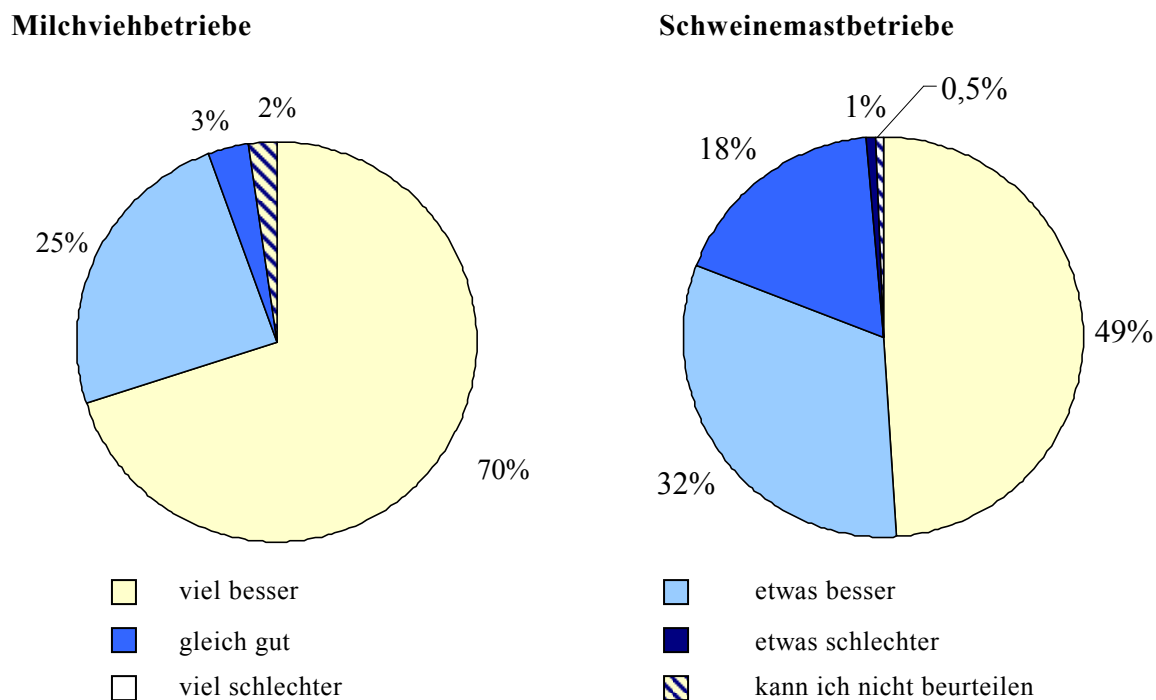 Milchviehbetriebe
Schweinemastbetriebe
3%
2%
25%
70%
1%
0,5%
18%
49%
32%
viel besser
etwas besser
gleich gut
etwas schlechter
viel schlechter
kann ich nicht beurteilen